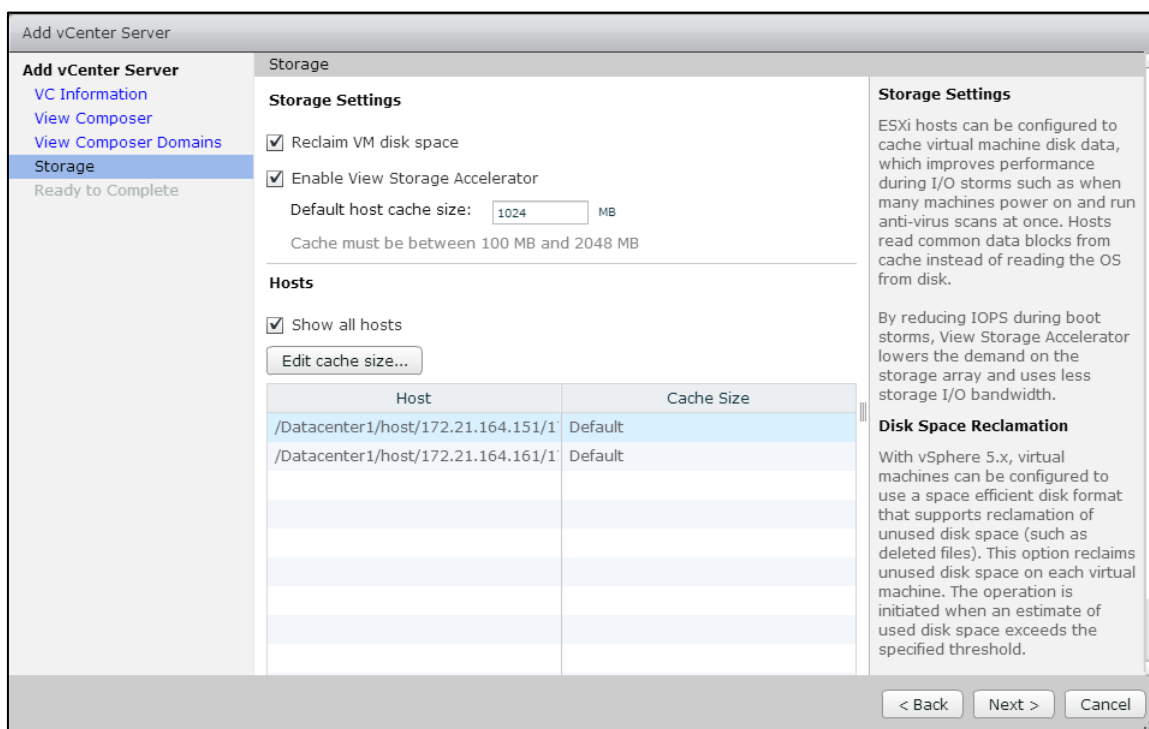 Add vCenter Server
Add vCenter Server
VC Information
View Composer
View Composer Domains
Storage
Ready to Complete
Storage
Storage Settings
Reclaim VM disk space
Enable View Storage Accelerator
Default host cache size: 1024 MB
Cache must be between 100 MB and 2048 MB
Hosts
Show all hosts
Edit cache size...
Host Cache Size
/Datacenter1/host/172.21.164.151/1 Default
/Datacenter1/host/172.21.164.161/1 Default
Storage Settings
ESXi hosts can be configured to
cache virtual machine disk data,
which improves performance
during I/O storms such as when
many machines power on and run
anti-virus scans at once. Hosts
read common data blocks from
cache instead of reading the OS
from disk.
By reducing IOPS during boot
storms, View Storage Accelerator
lowers the demand on the
storage array and uses less
storage I/O bandwidth.
Disk Space Reclamation
With vSphere 5.x, virtual
machines can be configured to
use a space efficient disk format
that supports reclamation of
unused disk space (such as
deleted files). This option reclaims
unused disk space on each virtual
machine. The operation is
initiated when an estimate of
used disk space exceeds the
specified threshold.
< Back Next > Cancel